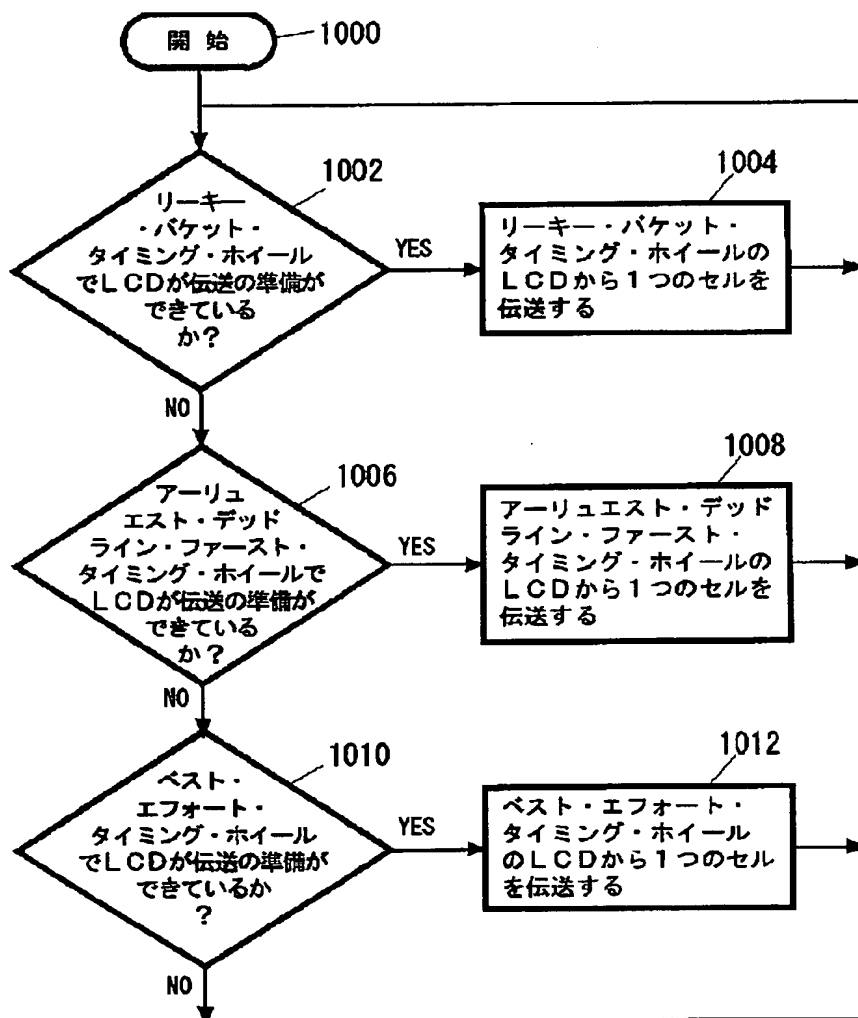 開始
1000
1002
リーキー
・バケット・
タイミング・ホイール
でLCDが伝送の準備が
できている
か?
YES
1004
リーキー・バケット・
タイミング・ホイールの
LCDから1つのセルを
伝送する
NO
1006
アーリュ
エスト・デッド
ライン・ファースト・
タイミング・ホイールで
LCDが伝送の準備が
できている
か?
YES
1008
アーリュエスト・デッド
ライン・ファースト・
タイミング・ホイールの
LCDから1つのセルを
伝送する
NO
1010
ベスト・
エフォート・
タイミング・ホイール
でLCDが伝送の準備が
できているか
?
YES
1012
ベスト・エフォート・
タイミング・ホイール
のLCDから1つのセル
を伝送する
NO